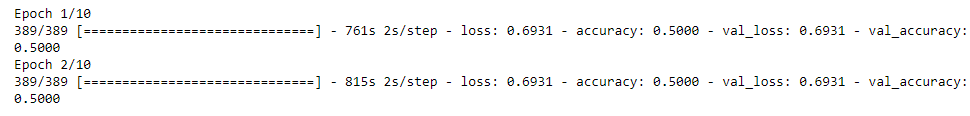 Epoch 1/10
389/389 [==============================] - 761s 2s/step - loss: 0.6931 - accuracy: 0.5000 - val_loss: 0.6931 - val_accuracy:
0.5000
Epoch 2/10
389/389 [==============================] - 815s 2s/step - loss: 0.6931 - accuracy: 0.5000 - val_loss: 0.6931 - val_accuracy:
0.5000